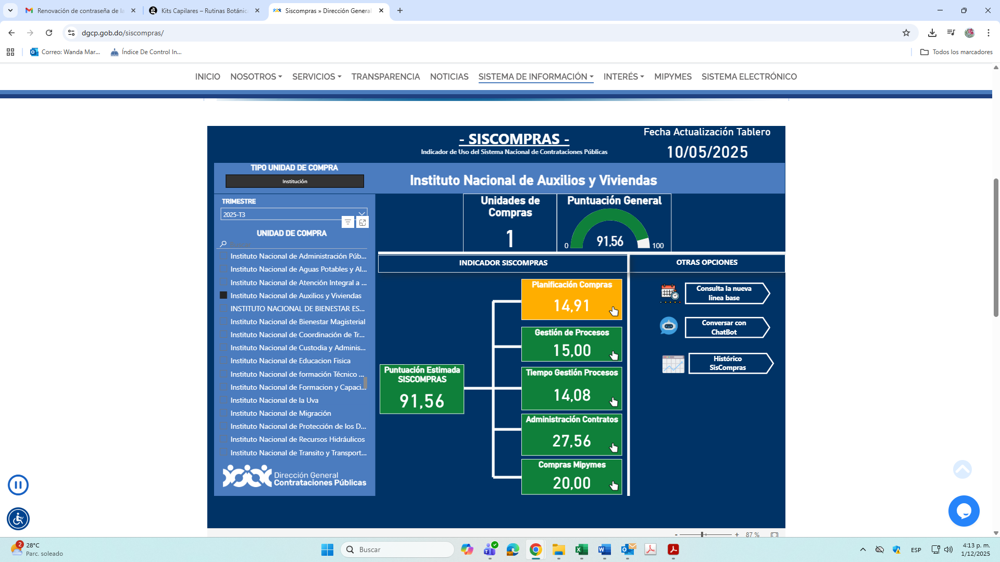 Renovación de contraseña de la
Kits Capilares – Rutinas Botánic
Siscompras » Dirección General
dgcp.gob.do/siscompras/
Correo: Wanda Mar...
Índice De Control In...
Todos los marcadores
INICIO
NOSOTROS
SERVICIOS
TRANSPARENCIA
NOTICIAS
SISTEMA DE INFORMACIÓN
INTERÉS
MIPYMES
SISTEMA ELECTRÓNICO
- SISCOMPRAS -
Indicador de Uso del Sistema Nacional de Contrataciones Públicas
Fecha Actualización Tablero
10/05/2025
TIPO UNIDAD DE COMPRA
Institución
Instituto Nacional de Auxilios y Viviendas
TRIMESTRE
2025-T3
UNIDAD DE COMPRA
Instituto Nacional de Administración Púb...
Instituto Nacional de Aguas Potables y Al...
Instituto Nacional de Atención Integral a ...
Instituto Nacional de Auxilios y Viviendas
INSTITUTO NACIONAL DE BIENESTAR ES...
Instituto Nacional de Bienestar Magisterial
Instituto Nacional de Coordinación de Tr...
Instituto Nacional de Custodia y Adminis...
Instituto Nacional de Educacion Fisica
Instituto Nacional de formación Técnico ...
Instituto Nacional de Formacion y Capaci...
Instituto Nacional de la Uva
Instituto Nacional de Migración
Instituto Nacional de Protección de los D...
Instituto Nacional de Recursos Hidráulicos
Instituto Nacional de Transito y Transport...
Dirección General
Contrataciones Públicas
Unidades de
Compras
1
Puntuación General
91,56
0
100
INDICADOR SISCOMPRAS
Puntuación Estimada
SISCOMPRAS
91,56
Planificación Compras
14,91
Gestión de Procesos
15,00
Tiempo Gestión Procesos
14,08
Administración Contratos
27,56
Compras Mipymes
20,00
OTRAS OPCIONES
Consulta la nueva
linea base
Conversar con
ChatBot
Histórico
SisCompras
- + 87 %
2
28°C
Parc. soleado
Buscar
ESP
4:13 p. m.
1/12/2025